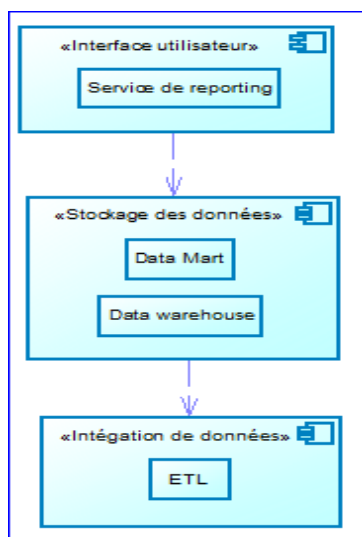 «Interface utilisateur»
Service de reporting
«Stockage des données»
Data Mart
Data warehouse
«Intégation de données»
ETL